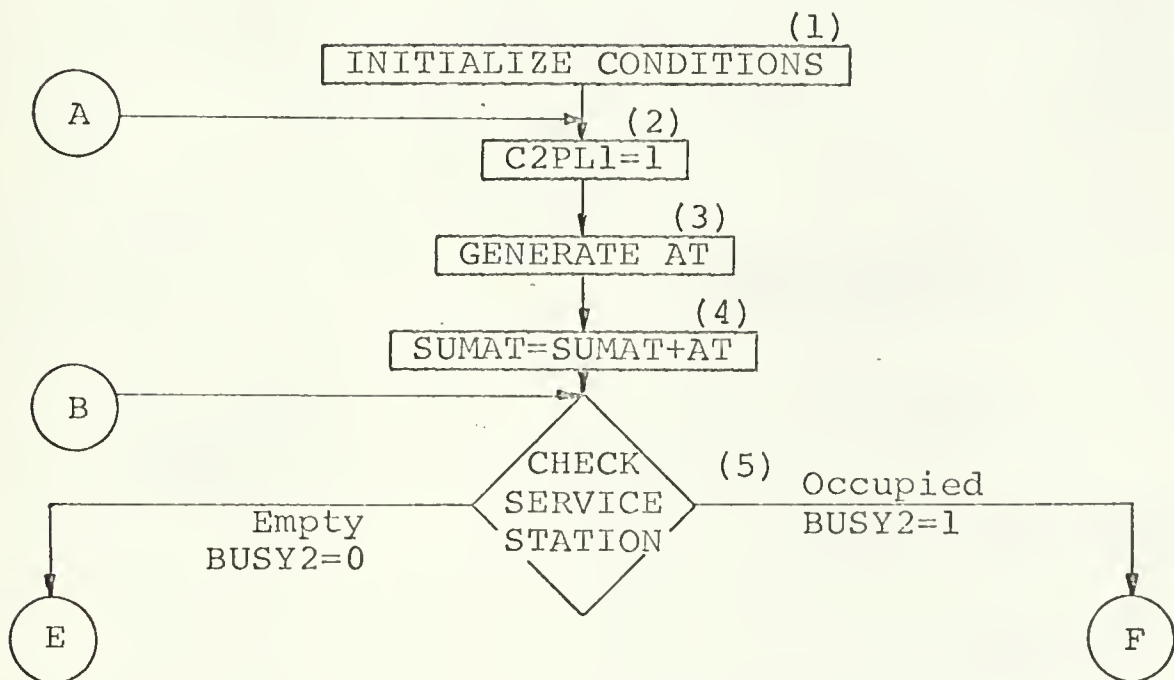 (1)
INITIALIZE CONDITIONS
A
(2)
C2PL1=1
(3)
GENERATE AT
(4)
SUMAT=SUMAT+AT
B
CHECK
SERVICE
STATION
(5)
Occupied
BUSY2=1
Empty
BUSY2=0
E
F